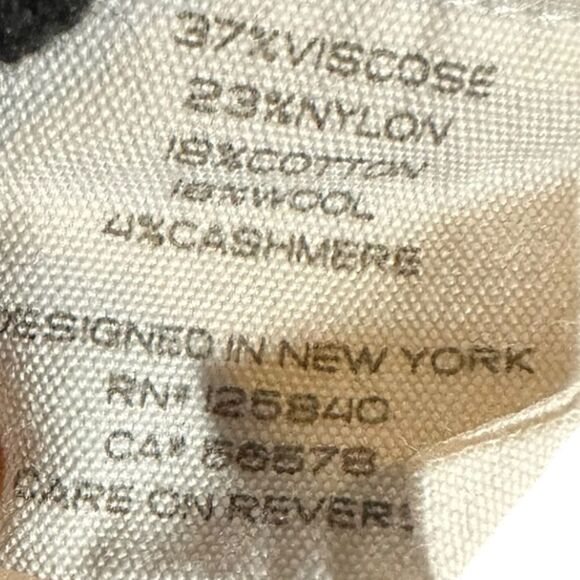 37%VISCOSE
23%NYLON
18%COTTON
18%WOOL
4%CASHMERE
DESIGNED IN NEW YORK
RN# 125840
CA#
CARE ON REVERS